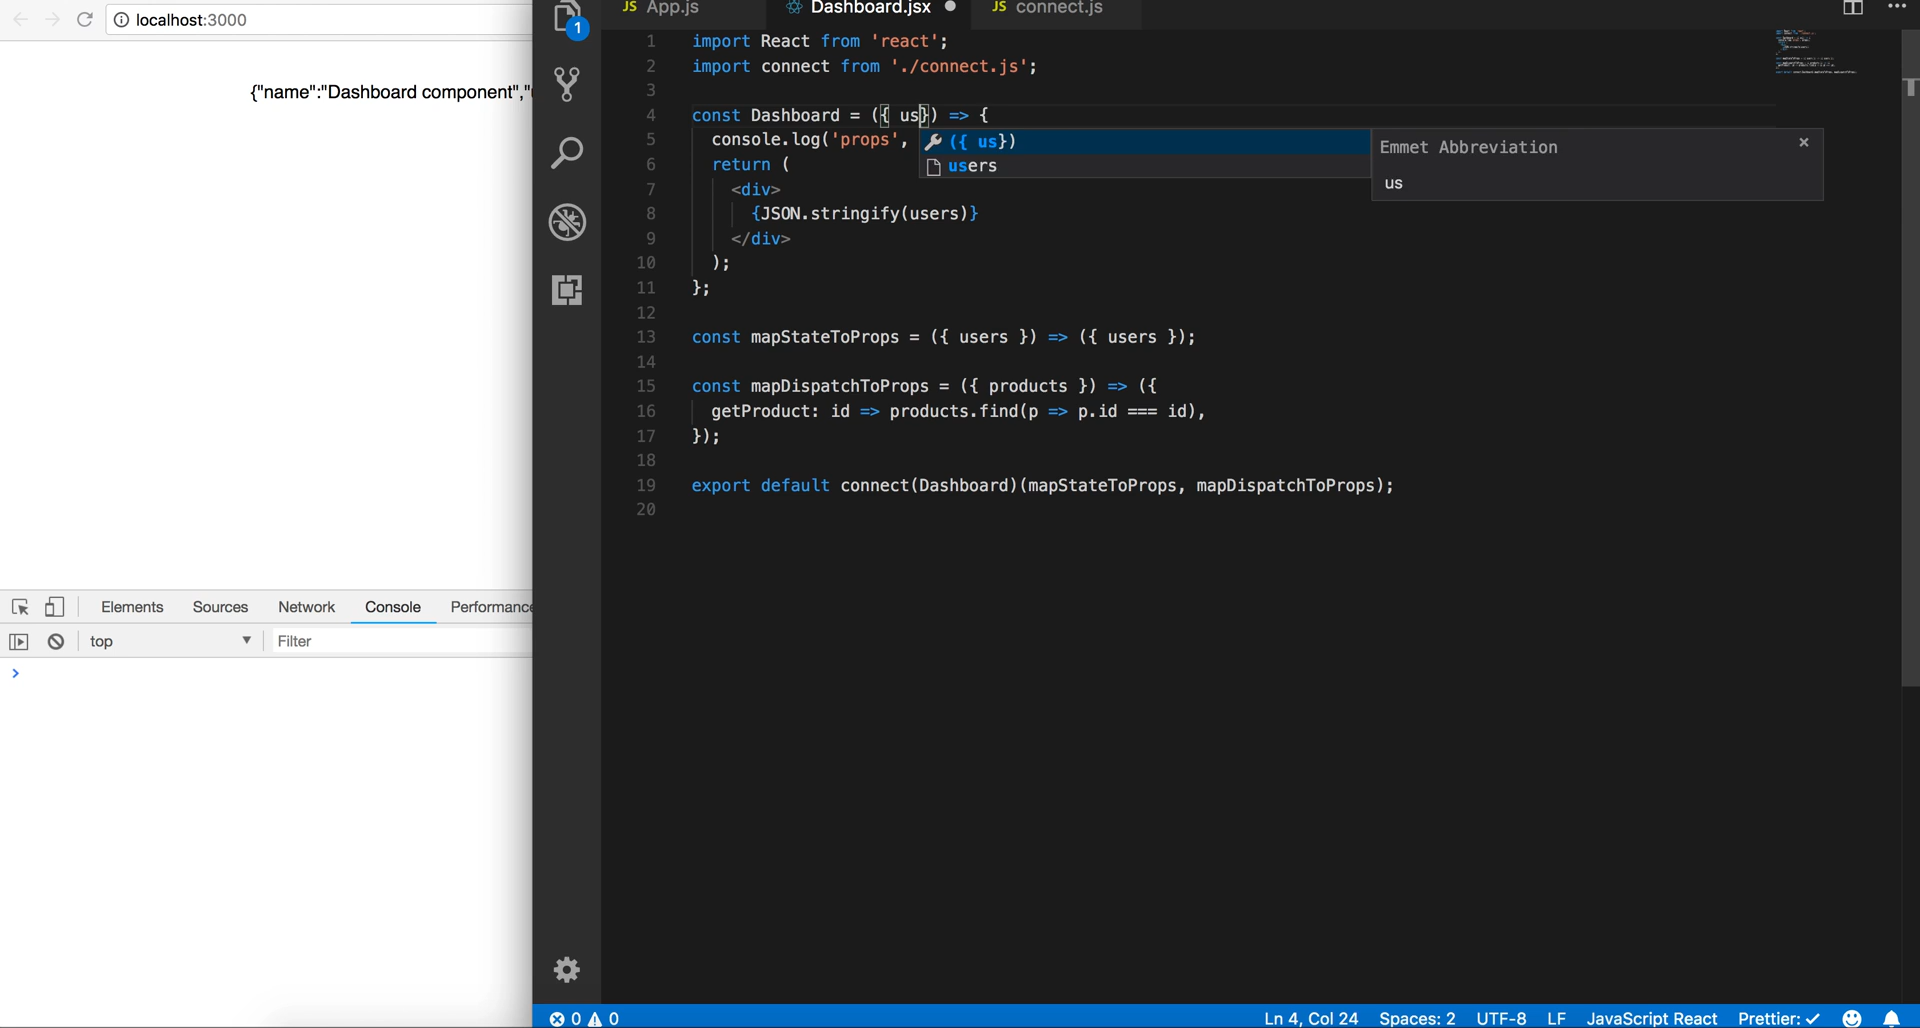 localhost:3000
{"name":"Dashboard component","
Elements Sources Network Console Performance
top Filter
1
JS App.js Dashboard.jsx JS connect.js
1 import React from 'react';
2 import connect from './connect.js';
3
4 const Dashboard = ({ us}) => {
5 console.log('props',
6 return (
7 <div>
8 {JSON.stringify(users)}
9 </div>
10 );
11 };
12
13 const mapStateToProps = ({ users }) => ({ users });
14
15 const mapDispatchToProps = ({ products }) => ({
16 getProduct: id => products.find(p => p.id === id),
17 });
18
19 export default connect(Dashboard)(mapStateToProps, mapDispatchToProps);
20
({ us})
users
Emmet Abbreviation
us
0 0 Ln 4, Col 24 Spaces: 2 UTF-8 LF JavaScript React Prettier: ✓